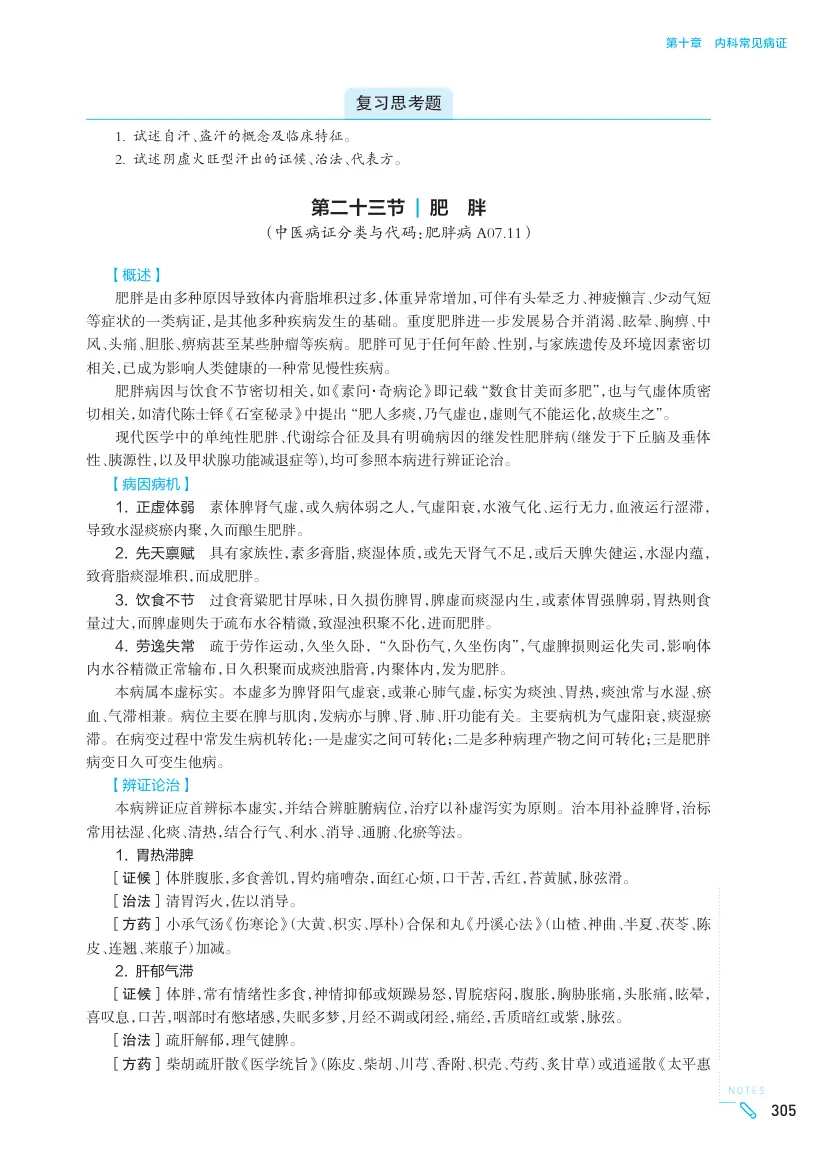 第十章　内科常见病证
复习思考题
1. 试述自汗、盗汗的概念及临床特征。
2. 试述阴虚火旺型汗出的证候、治法、代表方。
第二十三节 | 肥　胖
（中医病证分类与代码：肥胖病 A07.11）
【概述】
肥胖是由多种原因导致体内膏脂堆积过多，体重异常增加，可伴有头晕乏力、神疲懒言、少动气短
等症状的一类病证，是其他多种疾病发生的基础。重度肥胖进一步发展易合并消渴、眩晕、胸痹、中
风、头痛、胆胀、痹病甚至某些肿瘤等疾病。肥胖可见于任何年龄、性别，与家族遗传及环境因素密切
相关，已成为影响人类健康的一种常见慢性疾病。
肥胖病因与饮食不节密切相关，如《素问·奇病论》即记载“数食甘美而多肥”，也与气虚体质密
切相关，如清代陈士铎《石室秘录》中提出“肥人多痰，乃气虚也，虚则气不能运化，故痰生之”。
现代医学中的单纯性肥胖、代谢综合征及具有明确病因的继发性肥胖病（继发于下丘脑及垂体
性、胰源性，以及甲状腺功能减退症等），均可参照本病进行辨证论治。
【病因病机】
1. 正虚体弱　素体脾肾气虚，或久病体弱之人，气虚阳衰，水液气化、运行无力，血液运行涩滞，
导致水湿痰瘀内聚，久而酿生肥胖。
2. 先天禀赋　具有家族性，素多膏脂，痰湿体质，或先天肾气不足，或后天脾失健运，水湿内蕴，
致膏脂痰湿堆积，而成肥胖。
3. 饮食不节　过食膏粱肥甘厚味，日久损伤脾胃，脾虚而痰湿内生，或素体胃强脾弱，胃热则食
量过大，而脾虚则失于疏布水谷精微，致湿浊积聚不化，进而肥胖。
4. 劳逸失常　疏于劳作运动，久坐久卧，“久卧伤气，久坐伤肉”，气虚脾损则运化失司，影响体
内水谷精微正常输布，日久积聚而成痰浊脂膏，内聚体内，发为肥胖。
本病属本虚标实。本虚多为脾肾阳气虚衰，或兼心肺气虚，标实为痰浊、胃热，痰浊常与水湿、瘀
血、气滞相兼。病位主要在脾与肌肉，发病亦与脾、肾、肺、肝功能有关。主要病机为气虚阳衰，痰湿瘀
滞。在病变过程中常发生病机转化：一是虚实之间可转化；二是多种病理产物之间可转化；三是肥胖
病变日久可变生他病。
【辨证论治】
本病辨证应首辨标本虚实，并结合辨脏腑病位，治疗以补虚泻实为原则。治本用补益脾肾，治标
常用祛湿、化痰、清热，结合行气、利水、消导、通腑、化瘀等法。
1. 胃热滞脾
［证候］体胖腹胀，多食善饥，胃灼痛嘈杂，面红心烦，口干苦，舌红，苔黄腻，脉弦滑。
［治法］清胃泻火，佐以消导。
［方药］小承气汤《伤寒论》（大黄、枳实、厚朴）合保和丸《丹溪心法》（山楂、神曲、半夏、茯苓、陈
皮、连翘、莱菔子）加减。
2. 肝郁气滞
［证候］体胖，常有情绪性多食，神情抑郁或烦躁易怒，胃脘痞闷，腹胀，胸胁胀痛，头胀痛，眩晕，
喜叹息，口苦，咽部时有憋堵感，失眠多梦，月经不调或闭经，痛经，舌质暗红或紫，脉弦。
［治法］疏肝解郁，理气健脾。
［方药］柴胡疏肝散《医学统旨》（陈皮、柴胡、川芎、香附、枳壳、芍药、炙甘草）或逍遥散《太平惠
NOTES
305